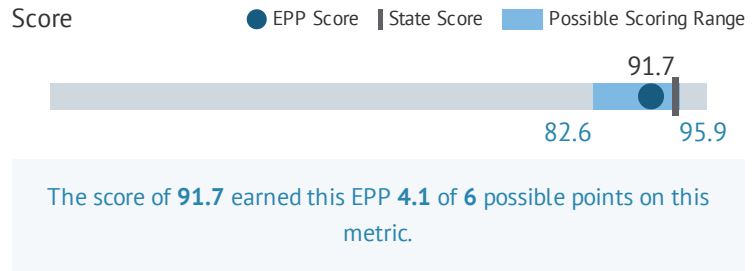 Score EPP Score State Score Possible Scoring Range
91.7
82.6 95.9
The score of 91.7 earned this EPP 4.1 of 6 possible points on this
metric.